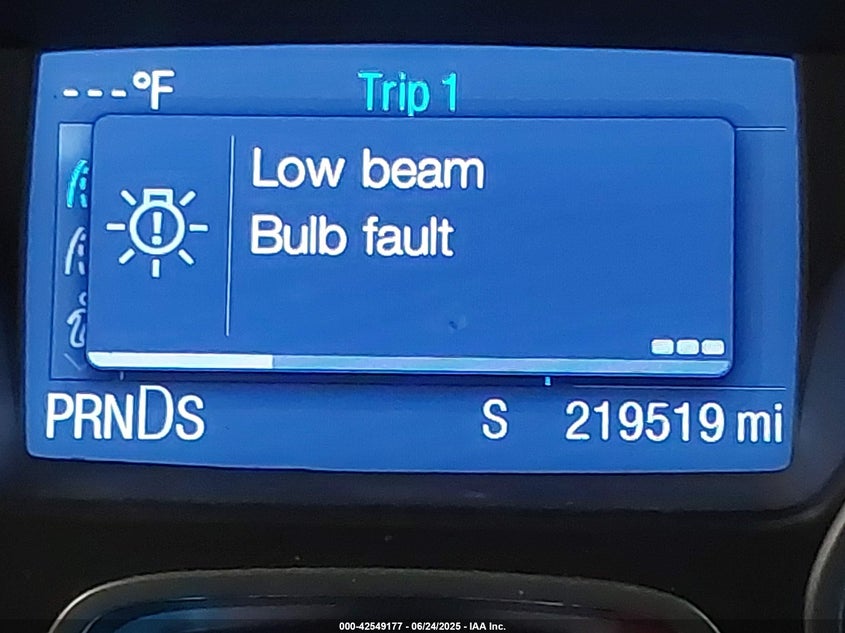 ---°F
Trip 1
Low beam
Bulb fault
PRNDS
S
219519 mi
000-42549177 - 06/24/2025 - IAA Inc.